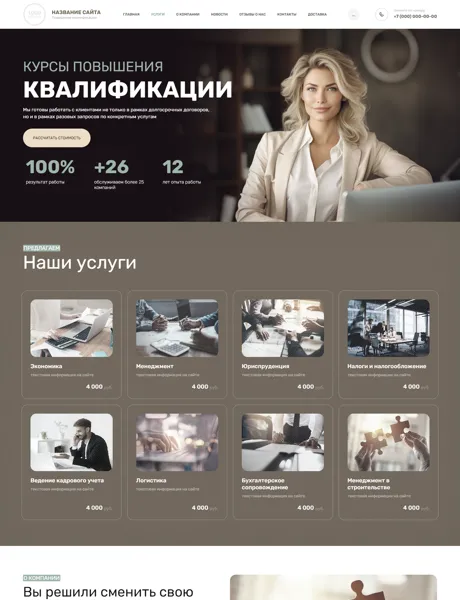 НАЗВАНИЕ САЙТА
ГЛАВНАЯ УСЛУГИ О КОМПАНИИ НОВОСТИ ОТЗЫВЫ О НАС КОНТАКТЫ ДОСТАВКА
+7 (000) 000-00-00
КУРСЫ ПОВЫШЕНИЯ
КВАЛИФИКАЦИИ
Мы готовы работать с клиентами не только в рамках долгосрочных договоров,
но и в рамках разовых запросов по конкретным услугам
РАССЧИТАТЬ СТОИМОСТЬ
100% +26 12
результат работы обслуживаем более 25 лет опыта работы
компаний
ПРЕДЛАГАЕМ
Наши услуги
Экономика Менеджмент Юриспруденция Налоги и налогообложение
текстовая информация на сайте текстовая информация на сайте текстовая информация на сайте текстовая информация на сайте
4 000 руб. 4 000 руб. 4 000 руб. 4 000 руб.
Ведение кадрового учета Логистика Бухгалтерское сопровождение Менеджмент в строительстве
текстовая информация на сайте текстовая информация на сайте текстовая информация на сайте текстовая информация на сайте
4 000 руб. 4 000 руб. 4 000 руб. 4 000 руб.
О КОМПАНИИ
Вы решили сменить свою